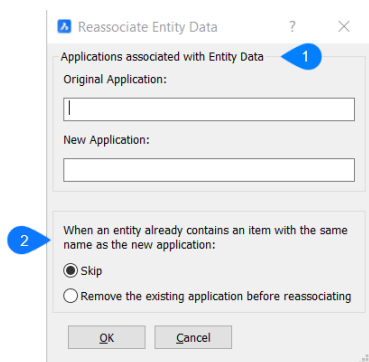 Reassociate Entity Data ? ×
Applications associated with Entity Data 1
Original Application:
New Application:
2
When an entity already contains an item with the same
name as the new application:
Skip
Remove the existing application before reassociating
OK Cancel